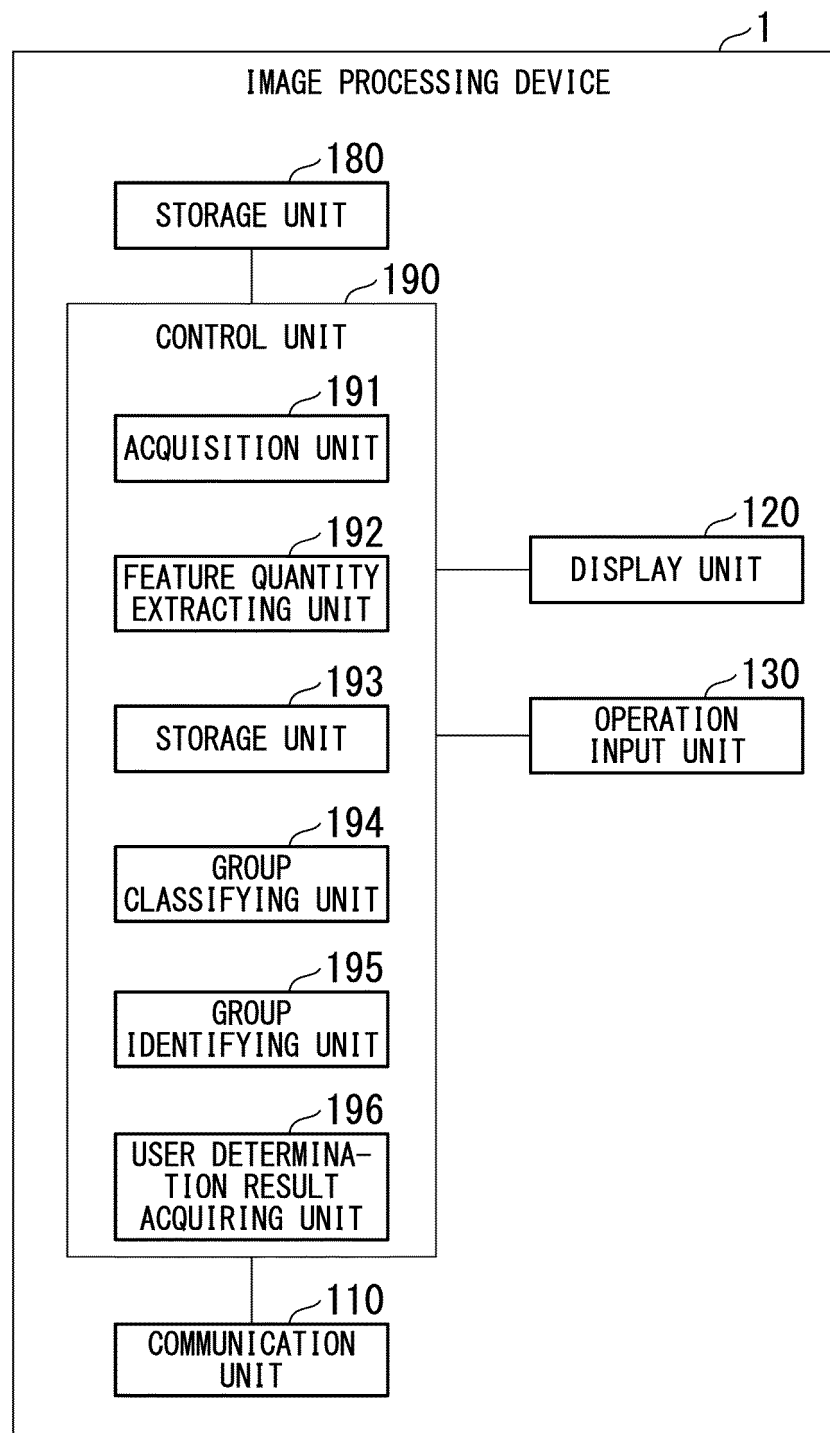 1
IMAGE PROCESSING DEVICE
180
STORAGE UNIT
190
CONTROL UNIT
191
ACQUISITION UNIT
192
FEATURE QUANTITY
EXTRACTING UNIT
193
STORAGE UNIT
194
GROUP
CLASSIFYING UNIT
195
GROUP
IDENTIFYING UNIT
196
USER DETERMINA-
TION RESULT
ACQUIRING UNIT
120
DISPLAY UNIT
130
OPERATION
INPUT UNIT
110
COMMUNICATION
UNIT